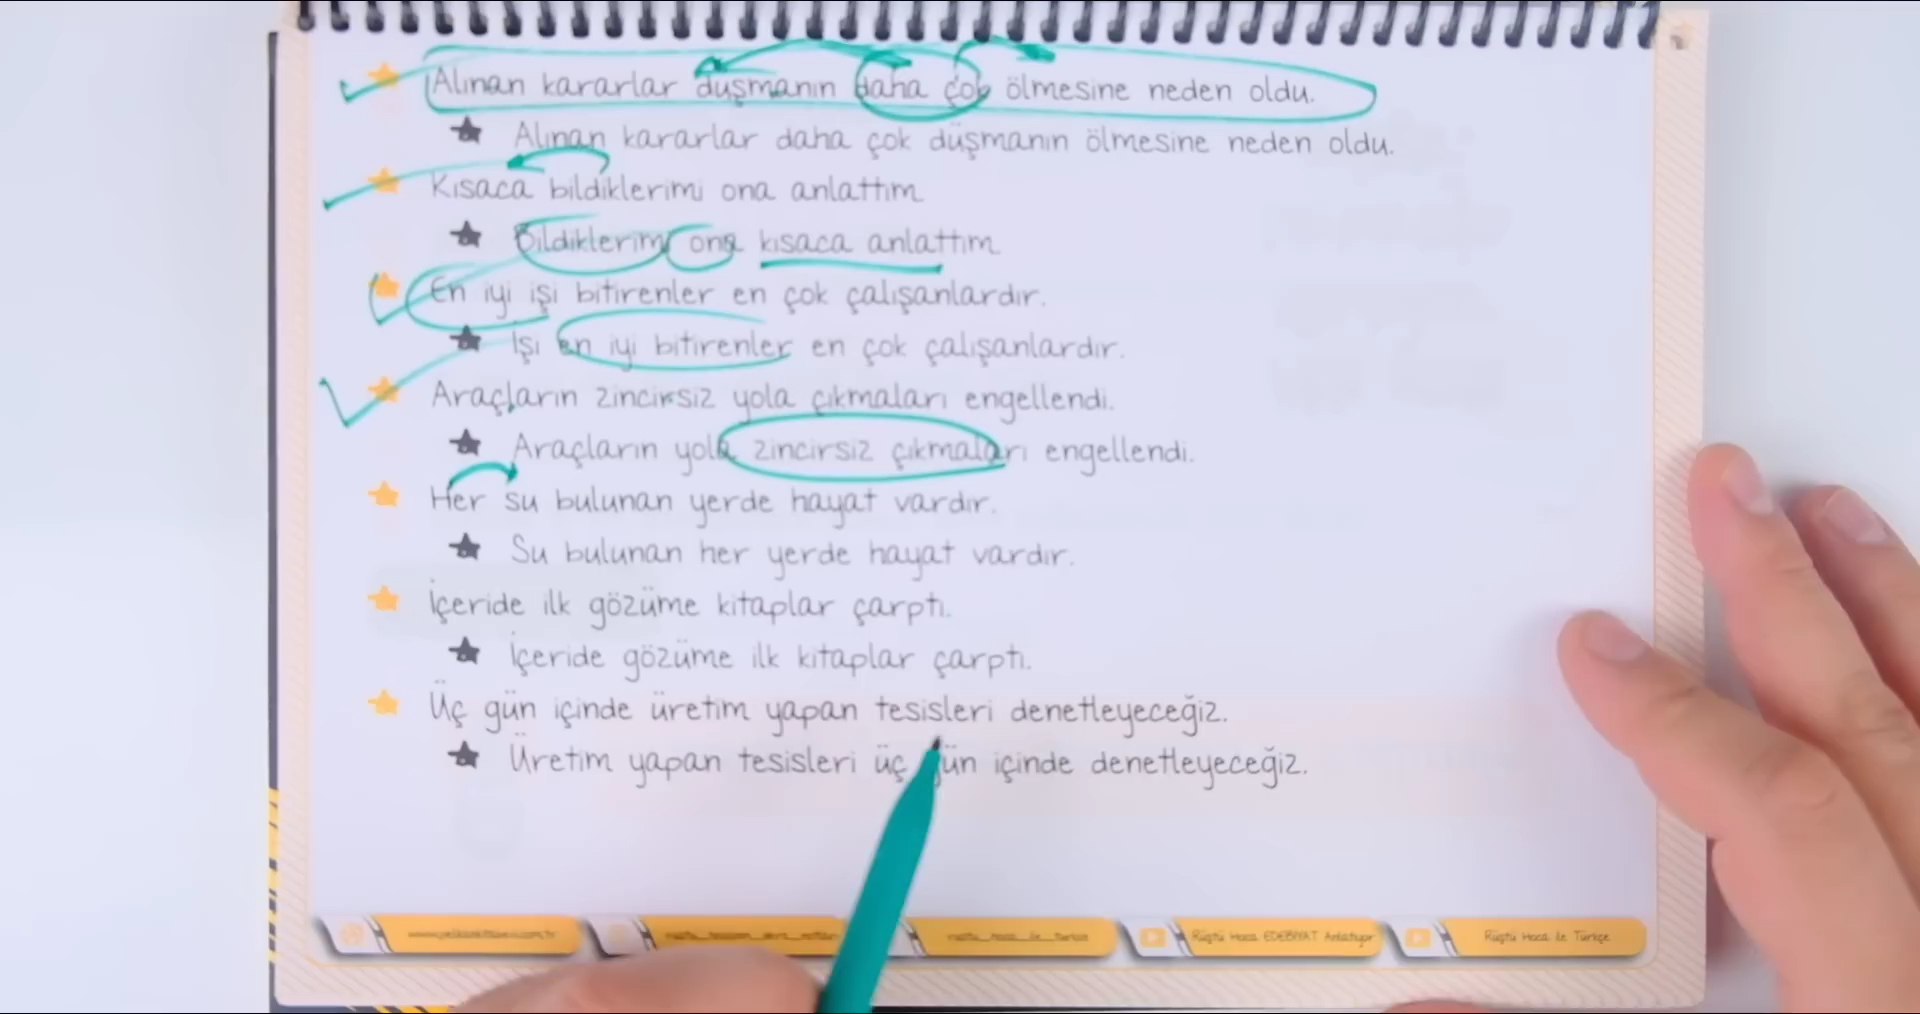 Alınan kararlar düşmanın daha çok ölmesine neden oldu.
Alınan kararlar daha çok düşmanın ölmesine neden oldu.
Kısaca bildiklerimi ona anlattım
Bildiklerimi ona kısaca anlattım
En iyi işi bitirenler en çok çalışanlardır.
İşi en iyi bitirenler en çok çalışanlardır.
Araçların zincirsiz yola çıkmaları engellendi.
Araçların yola zincirsiz çıkmaları engellendi.
Her su bulunan yerde hayat vardır.
Su bulunan her yerde hayat vardır.
İçeride ilk gözüme kitaplar çarptı.
İçeride gözüme ilk kitaplar çarptı.
Üç gün içinde üretim yapan tesisleri denetleyeceğiz.
Üretim yapan tesisleri üç gün içinde denetleyeceğiz.
Rüştü Hoca EDEBİYAT Anlatıyor
Rüştü Hoca ile Türkçe